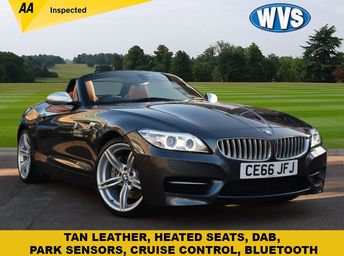 AA
Inspected
WVS
CE66 JFJ
TAN LEATHER, HEATED SEATS, DAB,
PARK SENSORS, CRUISE CONTROL, BLUETOOTH